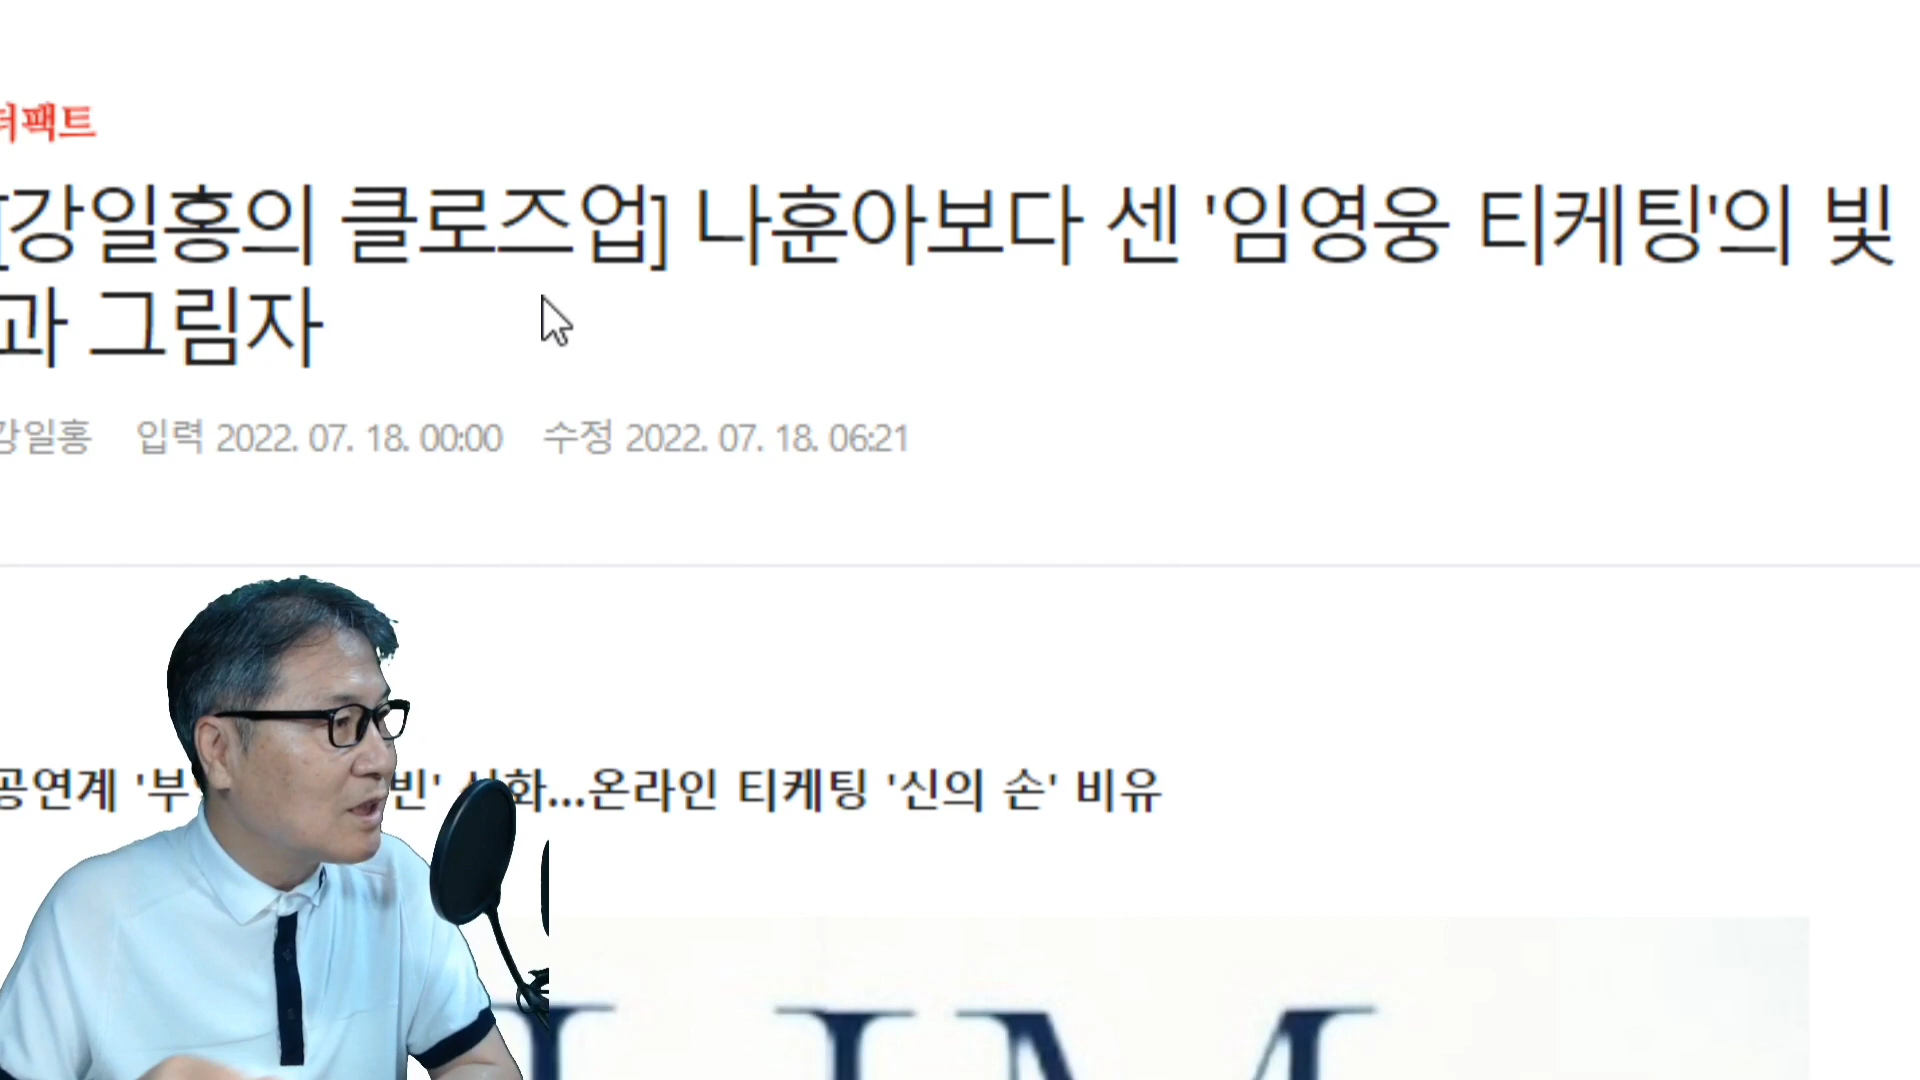 더팩트
[강일홍의 클로즈업] 나훈아보다 센 '임영웅 티케팅'의 빛
과 그림자
강일홍 입력 2022. 07. 18. 00:00 수정 2022. 07. 18. 06:21
공연계 '부 빈' 화...온라인 티케팅 '신의 손' 비유
IM